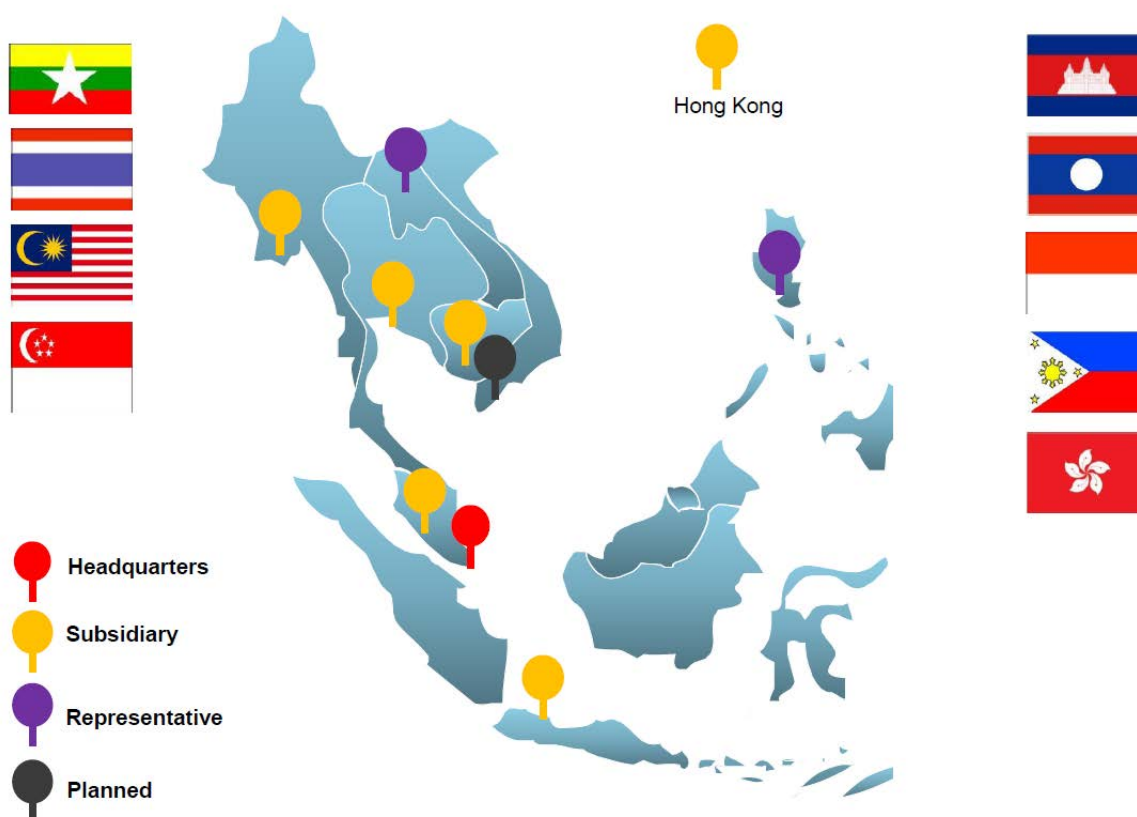 Hong Kong
Headquarters
Subsidiary
Representative
Planned